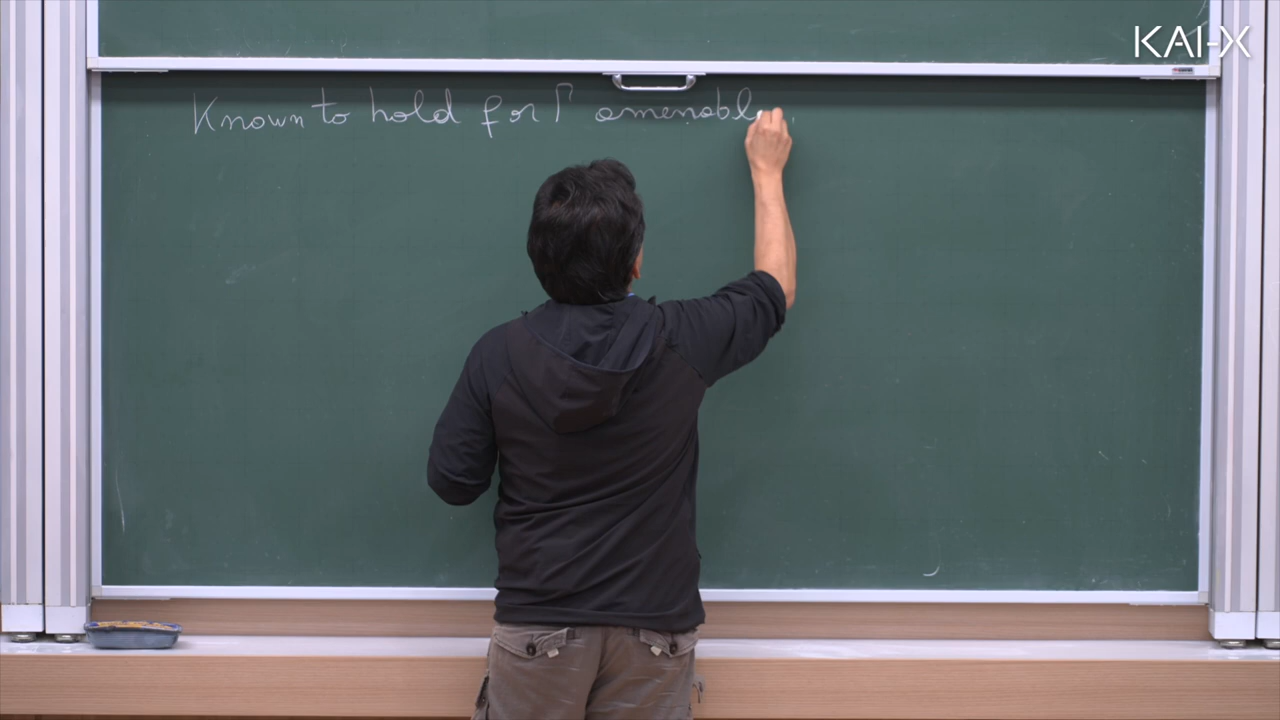 KAI-X
Known to hold for Γ amenable